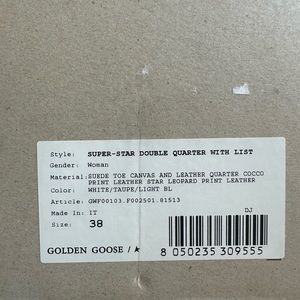 Style: SUPER-STAR DOUBLE QUARTER WITH LIST
Gender: Woman
Material: SUEDE TOE CANVAS AND LEATHER QUARTER COCCO
PRINT LEATHER STAR LEOPARD PRINT LEATHER
Color: WHITE/TAUPE/LIGHT BL
Article: GWF00103.F002501.81513
Made In: IT
DJ
Size: 38
GOLDEN GOOSE /
8 050235 309555